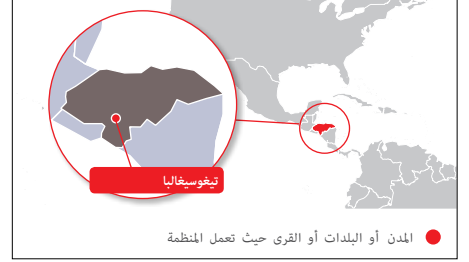 تيغوسيغالبا
المدن أو البلدات أو القرى حيث تعمل المنظمة